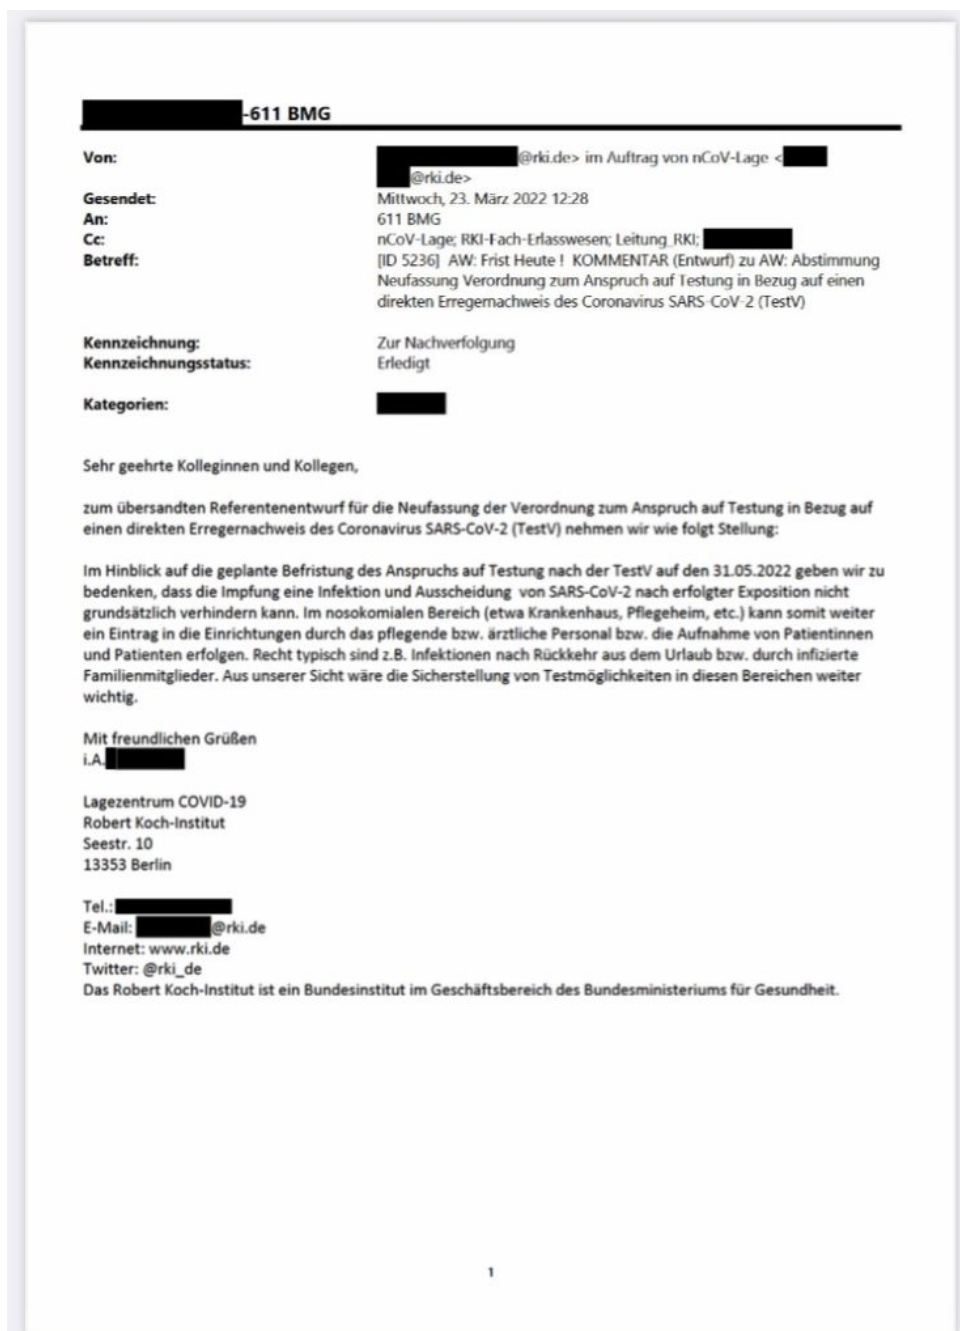 -611 BMG
Von: @rki.de> im Auftrag von nCoV-Lage <
@rki.de>
Gesendet: Mittwoch, 23. März 2022 12:28
An: 611 BMG
Cc: nCoV-Lage; RKI-Fach-Erlasswesen; Leitung_RKI;
Betreff: [ID 5236] AW: Frist Heute ! KOMMENTAR (Entwurf) zu AW: Abstimmung
Neufassung Verordnung zum Anspruch auf Testung in Bezug auf einen
direkten Erregernachweis des Coronavirus SARS-CoV-2 (TestV)
Kennzeichnung: Zur Nachverfolgung
Kennzeichnungsstatus: Erledigt
Kategorien:
Sehr geehrte Kolleginnen und Kollegen,
zum übersandten Referentenentwurf für die Neufassung der Verordnung zum Anspruch auf Testung in Bezug auf
einen direkten Erregernachweis des Coronavirus SARS-CoV-2 (TestV) nehmen wir wie folgt Stellung:
Im Hinblick auf die geplante Befristung des Anspruchs auf Testung nach der TestV auf den 31.05.2022 geben wir zu
bedenken, dass die Impfung eine Infektion und Ausscheidung von SARS-CoV-2 nach erfolgter Exposition nicht
grundsätzlich verhindern kann. Im nosokomialen Bereich (etwa Krankenhaus, Pflegeheim, etc.) kann somit weiter
ein Eintrag in die Einrichtungen durch das pflegende bzw. ärztliche Personal bzw. die Aufnahme von Patientinnen
und Patienten erfolgen. Recht typisch sind z.B. Infektionen nach Rückkehr aus dem Urlaub bzw. durch infizierte
Familienmitglieder. Aus unserer Sicht wäre die Sicherstellung von Testmöglichkeiten in diesen Bereichen weiter
wichtig.
Mit freundlichen Grüßen
i.A.
Lagezentrum COVID-19
Robert Koch-Institut
Seestr. 10
13353 Berlin
Tel.:
E-Mail: @rki.de
Internet: www.rki.de
Twitter: @rki_de
Das Robert Koch-Institut ist ein Bundesinstitut im Geschäftsbereich des Bundesministeriums für Gesundheit.
1